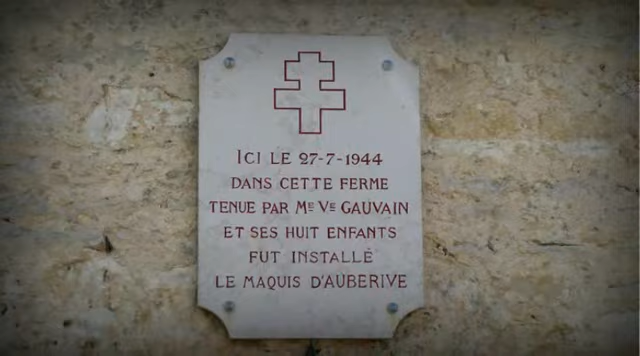 ICI LE 27-7-1944
DANS CETTE FERME
TENUE PAR Mᴱ Vᴱ GAUVAIN
ET SES HUIT ENFANTS
FUT INSTALLÉ
LE MAQUIS D'AUBERIVE